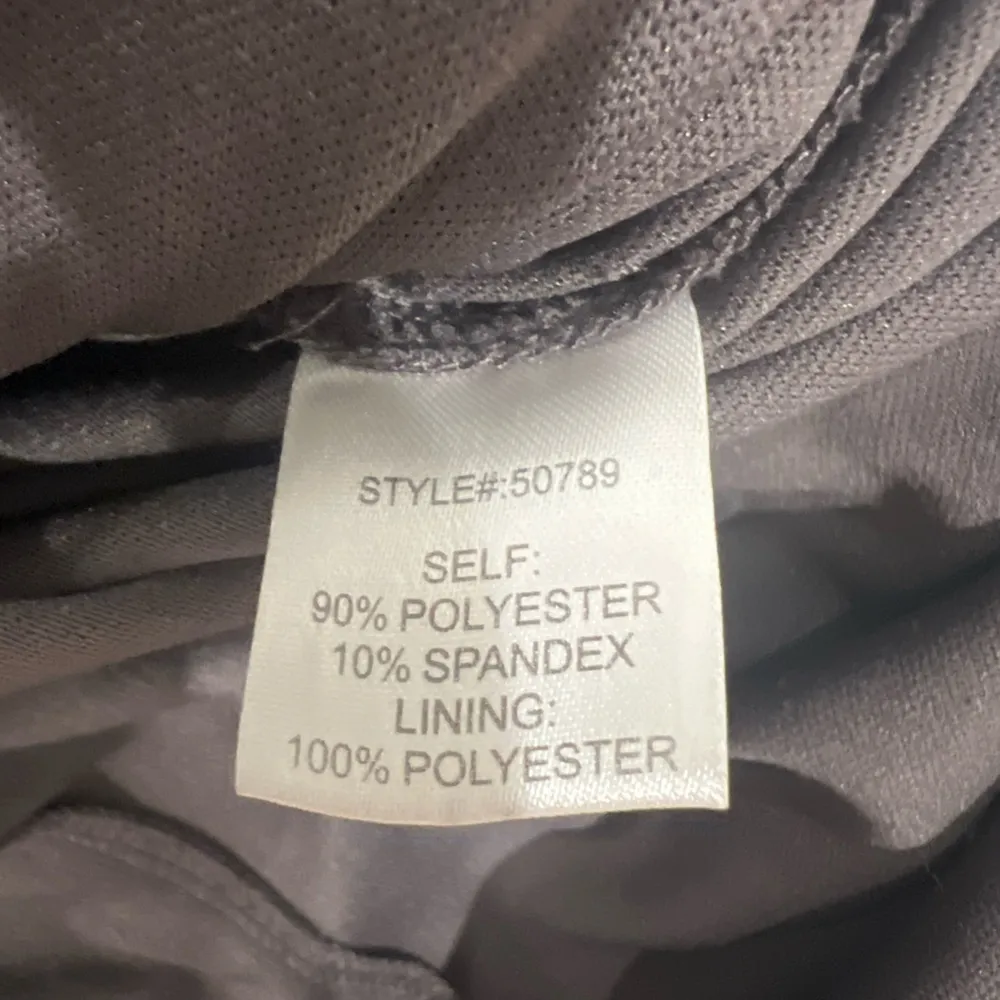 STYLE#:50789
SELF:
90% POLYESTER
10% SPANDEX
LINING:
100% POLYESTER